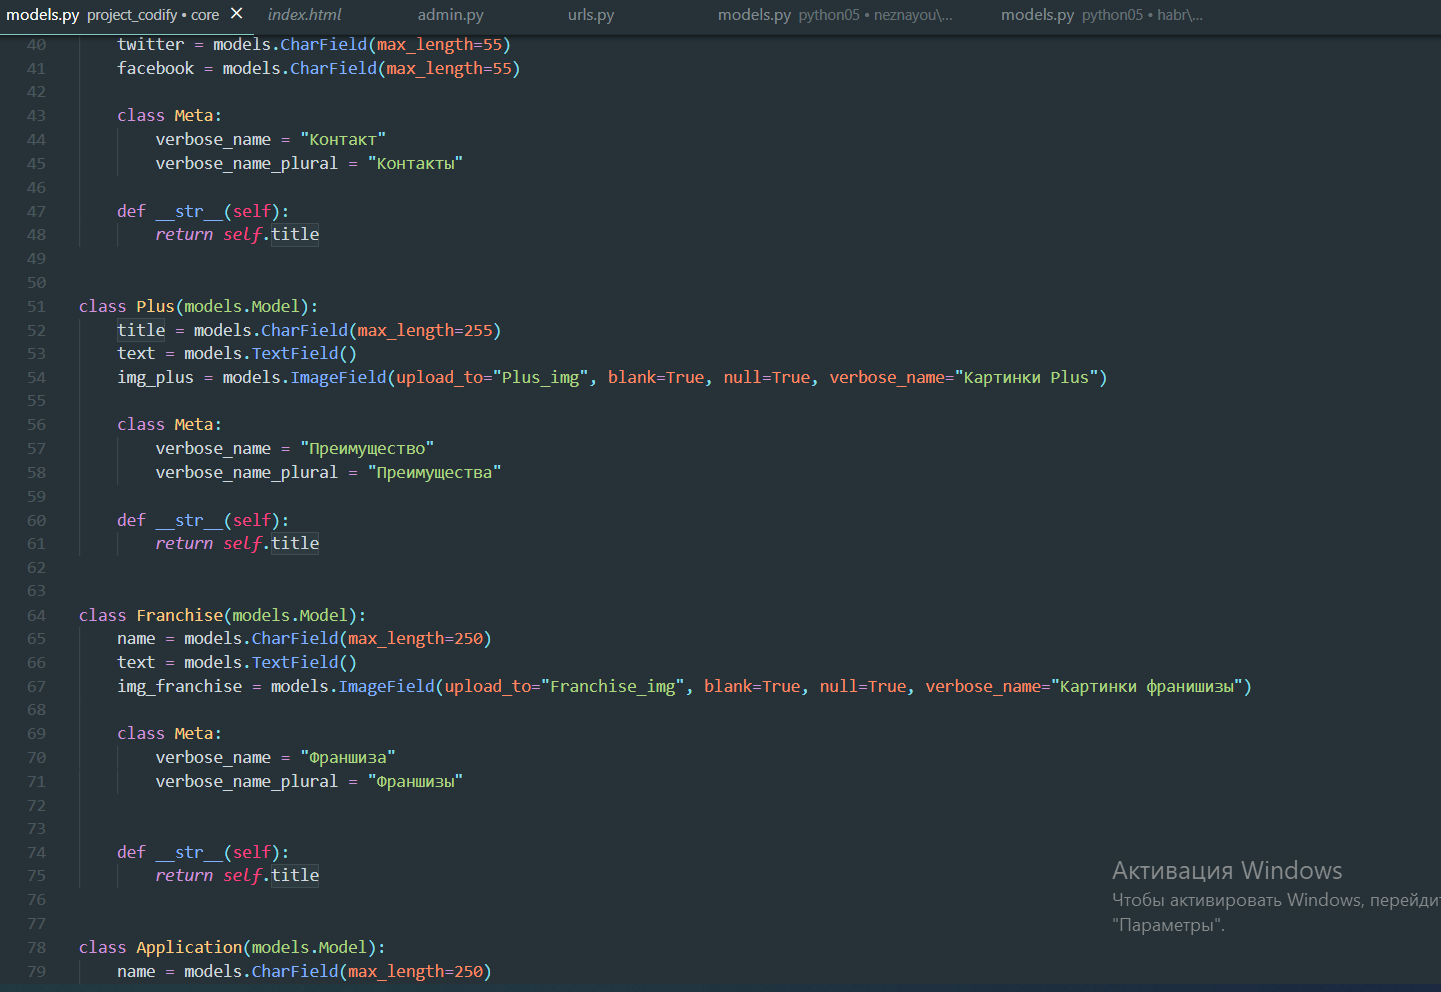 models.py project_codify • core × index.html admin.py urls.py models.py python05 • neznayou\... models.py python05 • habr\...
40 twitter = models.CharField(max_length=55)
41 facebook = models.CharField(max_length=55)
42
43 class Meta:
44 verbose_name = "Контакт"
45 verbose_name_plural = "Контакты"
46
47 def __str__(self):
48 return self.title
49
50
51 class Plus(models.Model):
52 title = models.CharField(max_length=255)
53 text = models.TextField()
54 img_plus = models.ImageField(upload_to="Plus_img", blank=True, null=True, verbose_name="Картинки Plus")
55
56 class Meta:
57 verbose_name = "Преимущество"
58 verbose_name_plural = "Преимущества"
59
60 def __str__(self):
61 return self.title
62
63
64 class Franchise(models.Model):
65 name = models.CharField(max_length=250)
66 text = models.TextField()
67 img_franchise = models.ImageField(upload_to="Franchise_img", blank=True, null=True, verbose_name="Картинки франишизы")
68
69 class Meta:
70 verbose_name = "Франшиза"
71 verbose_name_plural = "Франшизы"
72
73
74 def __str__(self):
75 return self.title
76
77
78 class Application(models.Model):
79 name = models.CharField(max_length=250)
Активация Windows
Чтобы активировать Windows, перейдит
"Параметры".